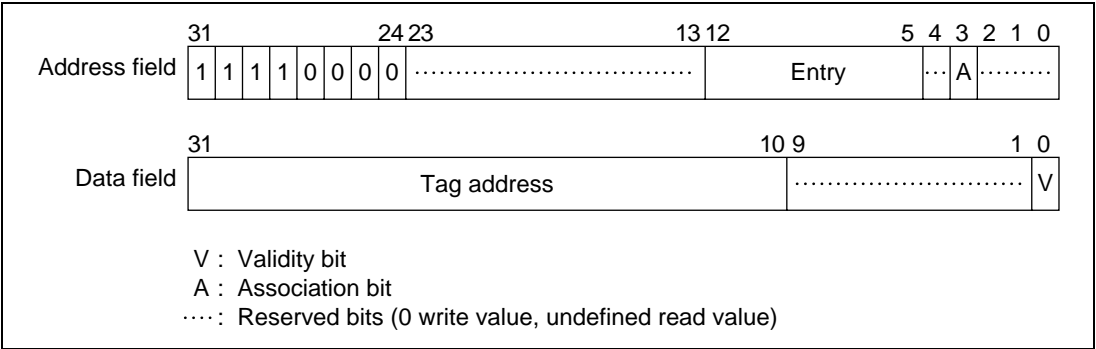 31 24 23 13 12 5 4 3 2 1 0
Address field 1 1 1 1 0 0 0 0 ································· Entry ··· A ·········
31 10 9 1 0
Data field Tag address ···························· V
V : Validity bit
A : Association bit
···· : Reserved bits (0 write value, undefined read value)